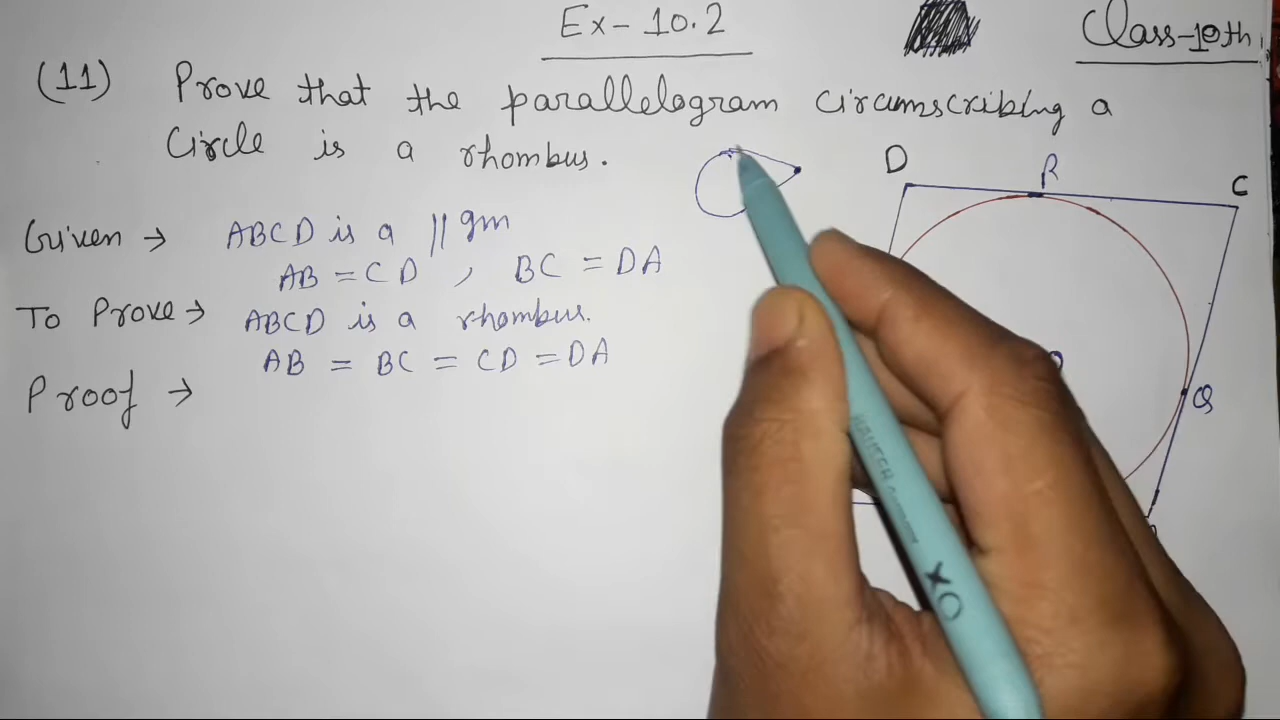 Ex-10.2
Class-10th
(11) Prove that the parallelogram circumscribing a
Circle is a rhombus.
D
R
C
Given → ABCD is a ||gm
AB = CD , BC = DA
To Prove → ABCD is a rhombus.
AB = BC = CD = DA
Proof →
Q
XO